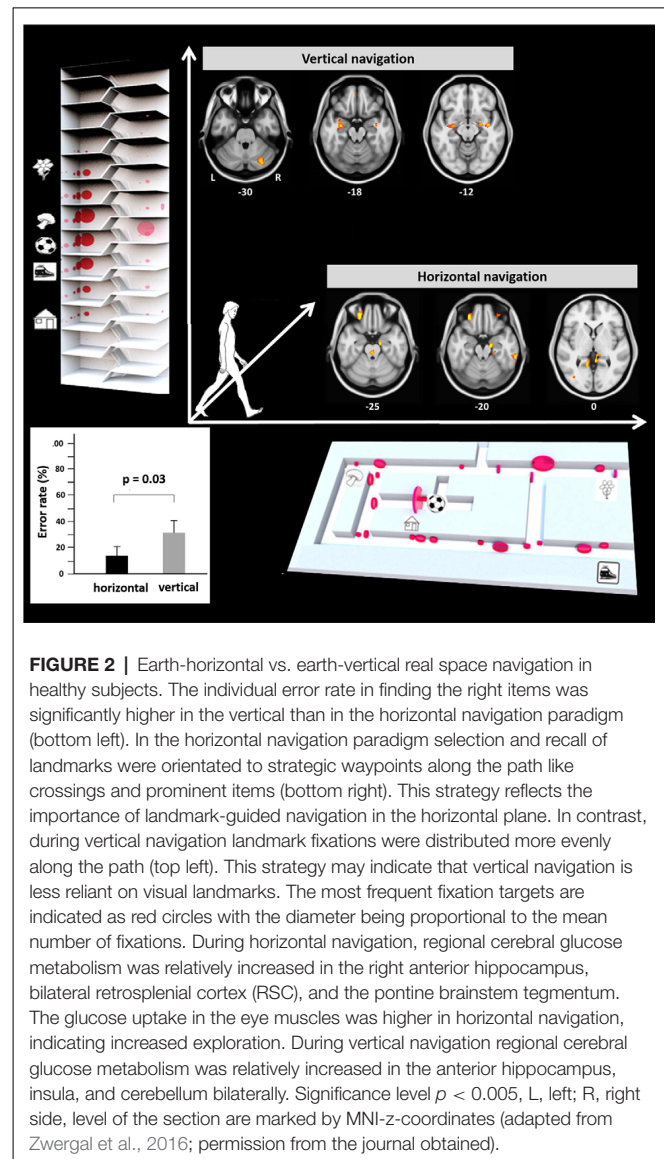 Vertical navigation
L
R
-30
-18
-12
Horizontal navigation
-25
-20
0
Error rate (%)
.00
80
60
40
20
0
p = 0.03
horizontal
vertical
FIGURE 2 | Earth-horizontal vs. earth-vertical real space navigation in
healthy subjects. The individual error rate in finding the right items was
significantly higher in the vertical than in the horizontal navigation paradigm
(bottom left). In the horizontal navigation paradigm selection and recall of
landmarks were orientated to strategic waypoints along the path like
crossings and prominent items (bottom right). This strategy reflects the
importance of landmark-guided navigation in the horizontal plane. In contrast,
during vertical navigation landmark fixations were distributed more evenly
along the path (top left). This strategy may indicate that vertical navigation is
less reliant on visual landmarks. The most frequent fixation targets are
indicated as red circles with the diameter being proportional to the mean
number of fixations. During horizontal navigation, regional cerebral glucose
metabolism was relatively increased in the right anterior hippocampus,
bilateral retrosplenial cortex (RSC), and the pontine brainstem tegmentum.
The glucose uptake in the eye muscles was higher in horizontal navigation,
indicating increased exploration. During vertical navigation regional cerebral
glucose metabolism was relatively increased in the anterior hippocampus,
insula, and cerebellum bilaterally. Significance level p < 0.005, L, left; R, right
side, level of the section are marked by MNI-z-coordinates (adapted from
Zwergal et al., 2016; permission from the journal obtained).